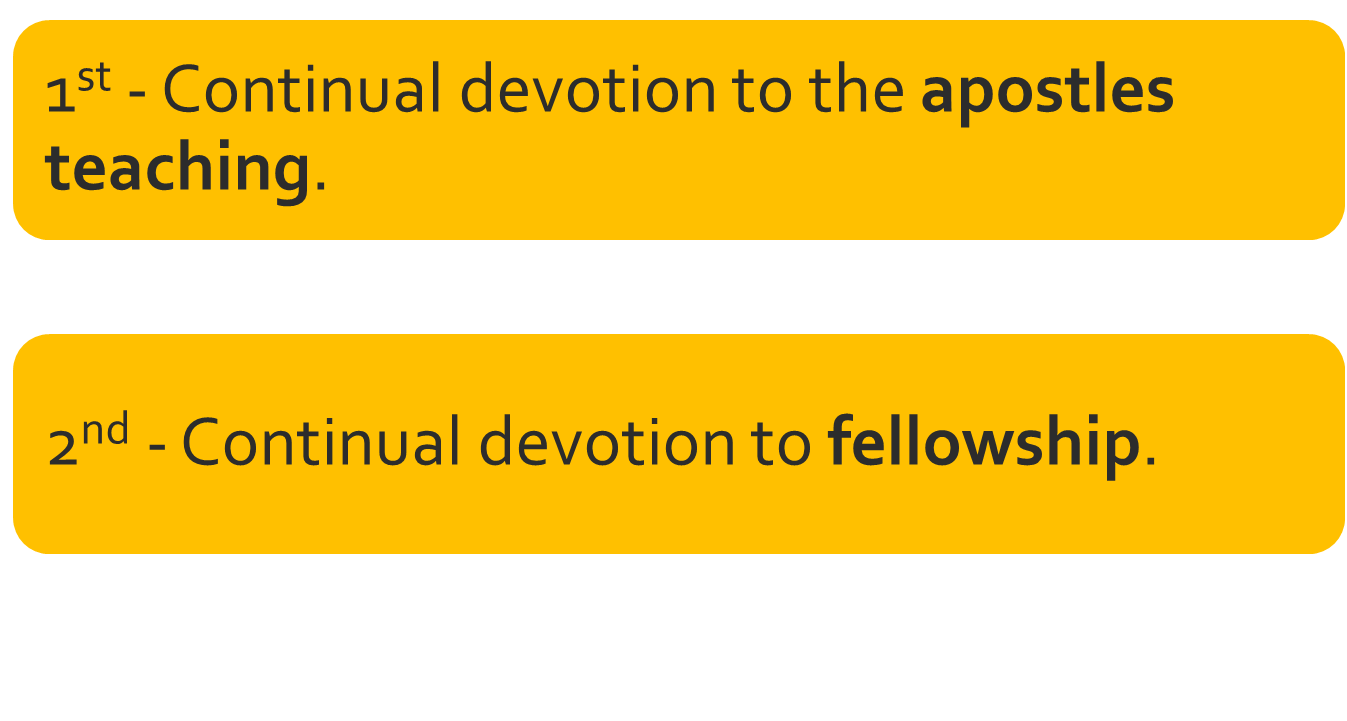 1st - Continual devotion to the apostles
teaching.
2nd - Continual devotion to fellowship.